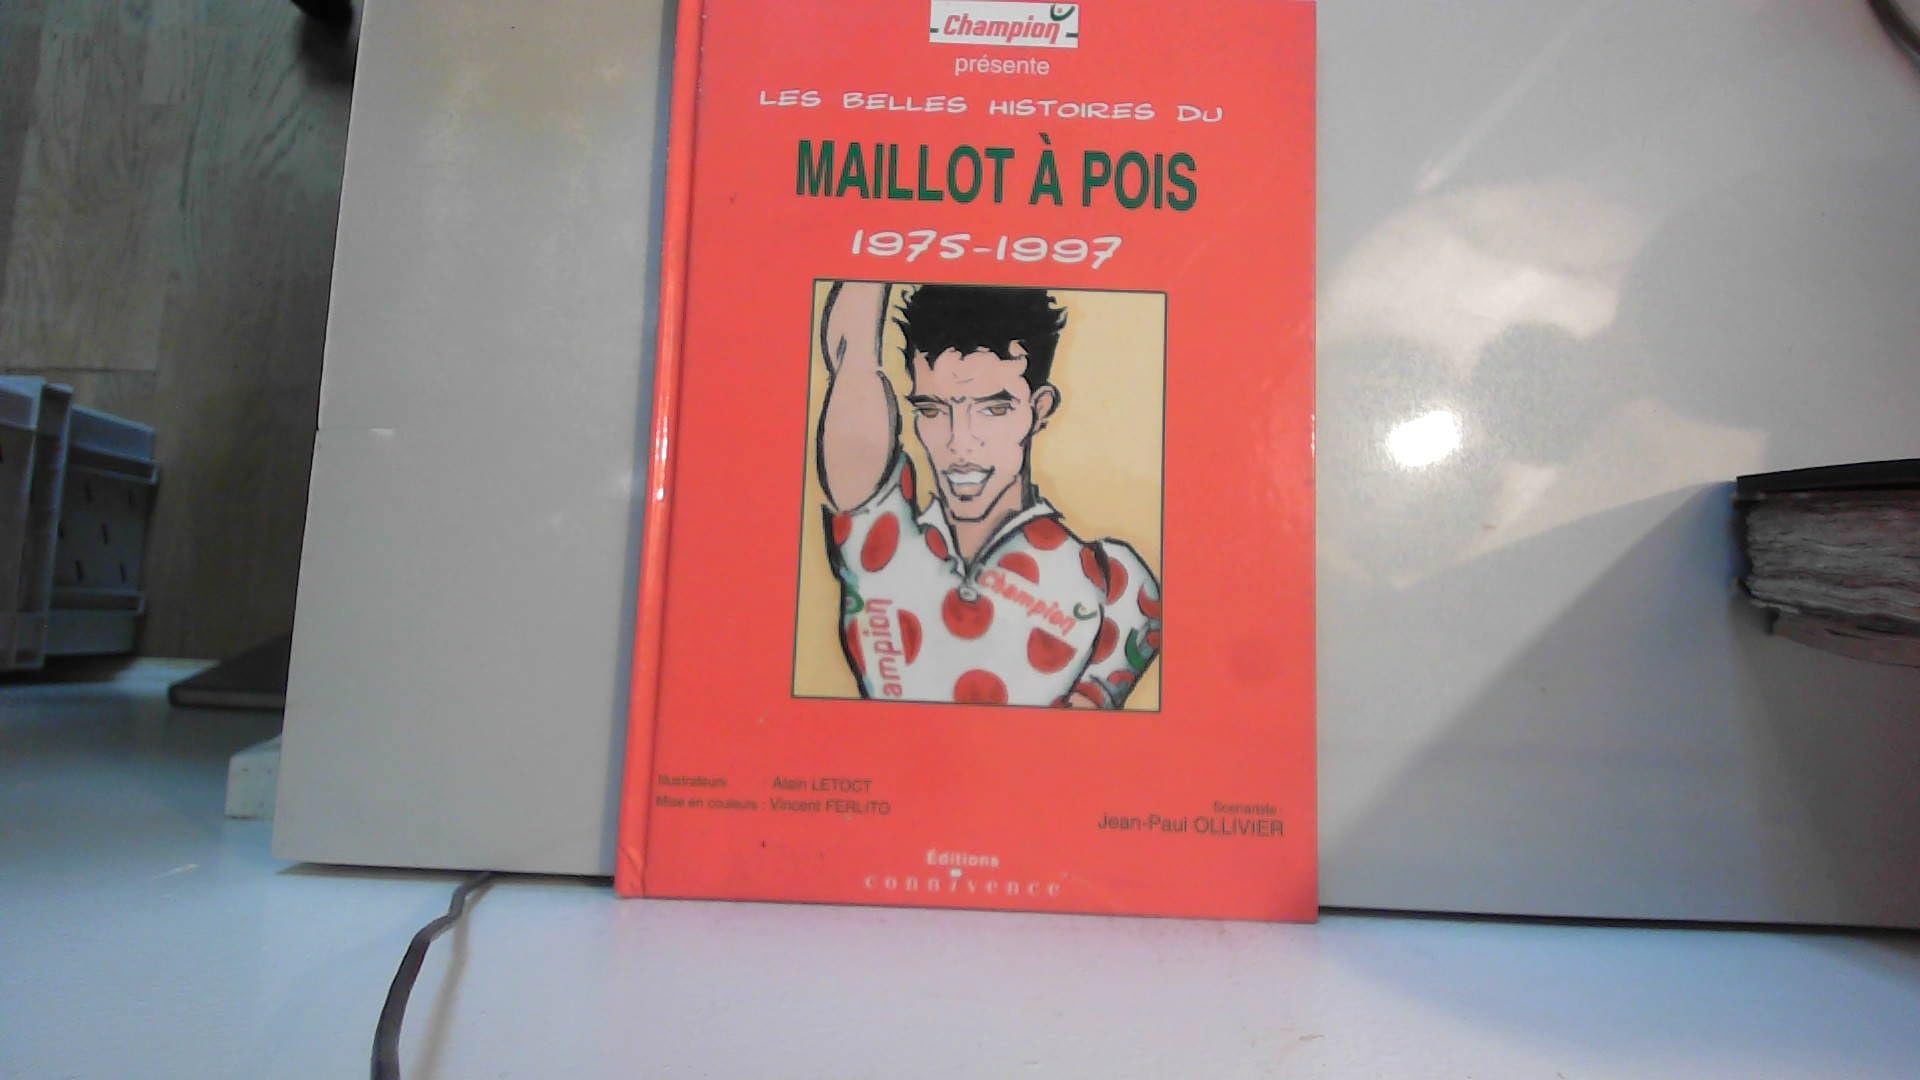 Champion
présente
LES BELLES HISTOIRES DU
MAILLOT À POIS
1975-1997
Champion
ampion
Illustrateurs : Alain LETOCT
Mise en couleurs : Vincent FERLITO
Scénariste :
Jean-Paul OLLIVIER
Éditions
connivence